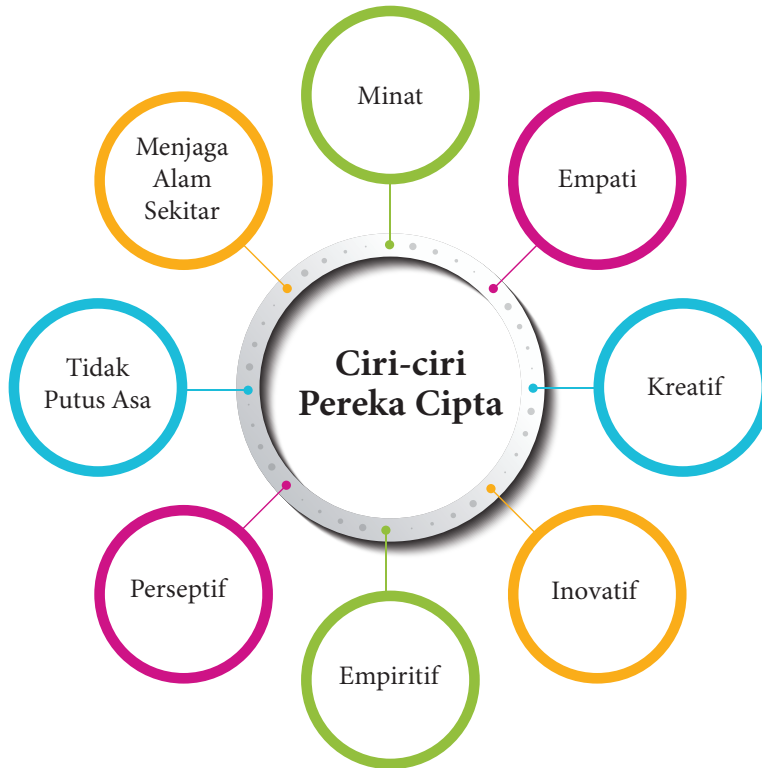 Ciri-ciri
Pereka Cipta
Minat
Empati
Kreatif
Inovatif
Empiritif
Perseptif
Tidak
Putus Asa
Menjaga
Alam
Sekitar